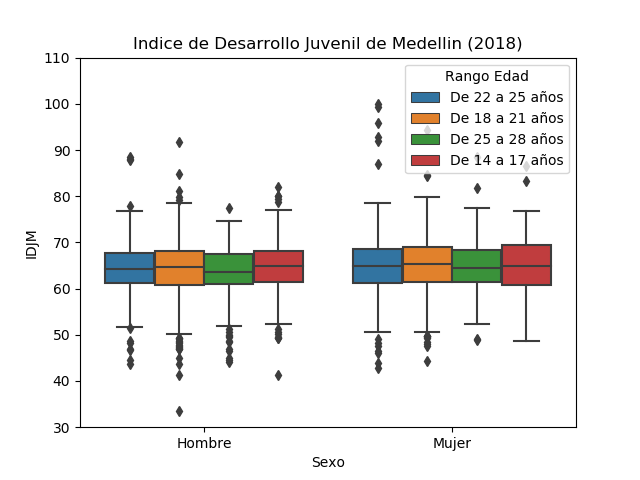 Indice de Desarrollo Juvenil de Medellin (2018)
Rango Edad
De 22 a 25 años
De 18 a 21 años
De 25 a 28 años
De 14 a 17 años
110
100
90
80
70
60
50
40
30
IDJM
Hombre
Mujer
Sexo